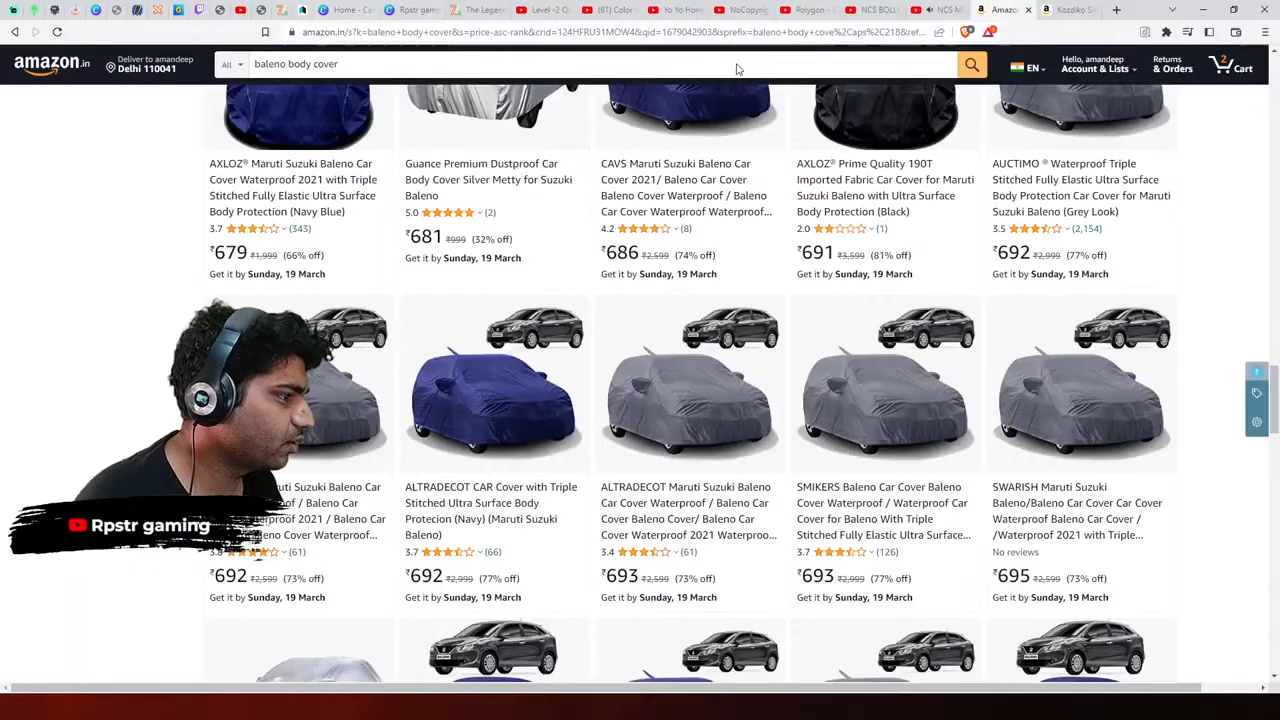 Home - Ca
Rpstr gam
The Legen
Level -2 Q
(61) Color
Yo Yo Hone
NoCopyrig
Polygon -
NCS BOLL
NCS M
Amazo
Kozdiko Sa
amazon.in/s?k=baleno+body+cover&s=price-asc-rank&crid=124HFRU31MOW4&qid=1679042903&sprefix=baleno+body+cove%2Caps%2C218&ref...
amazon.in
Deliver to amandeep
Delhi 110041
All
baleno body cover
EN
Hello, amandeep
Account & Lists
Returns
& Orders
2
Cart
AXLOZ® Maruti Suzuki Baleno Car
Cover Waterproof 2021 with Triple
Stitched Fully Elastic Ultra Surface
Body Protection (Navy Blue)
3.7 (343)
₹679 ₹1,999 (66% off)
Get it by Sunday, 19 March
Guance Premium Dustproof Car
Body Cover Silver Metty for Suzuki
Baleno
5.0 (2)
₹681 ₹999 (32% off)
Get it by Sunday, 19 March
CAVS Maruti Suzuki Baleno Car
Cover 2021/ Baleno Car Cover
Baleno Cover Waterproof / Baleno
Car Cover Waterproof Waterproof...
4.2 (8)
₹686 ₹2,599 (74% off)
Get it by Sunday, 19 March
AXLOZ® Prime Quality 190T
Imported Fabric Car Cover for Maruti
Suzuki Baleno with Ultra Surface
Body Protection (Black)
2.0 (1)
₹691 ₹3,599 (81% off)
Get it by Sunday, 19 March
AUCTIMO ® Waterproof Triple
Stitched Fully Elastic Ultra Surface
Body Protection Car Cover for Maruti
Suzuki Baleno (Grey Look)
3.5 (2,154)
₹692 ₹2,999 (77% off)
Get it by Sunday, 19 March
uti Suzuki Baleno Car
oof / Baleno Car
erproof 2021 / Baleno Car
eno Cover Waterproof...
3.8 (61)
₹692 ₹2,599 (73% off)
Get it by Sunday, 19 March
ALTRADECOT CAR Cover with Triple
Stitched Ultra Surface Body
Protecion (Navy) (Maruti Suzuki
Baleno)
3.7 (66)
₹692 ₹2,999 (77% off)
Get it by Sunday, 19 March
ALTRADECOT Maruti Suzuki Baleno
Car Cover Waterproof / Baleno Car
Cover Baleno Cover/ Baleno Car
Cover Waterproof 2021 Waterproo...
3.4 (61)
₹693 ₹2,599 (73% off)
Get it by Sunday, 19 March
SMIKERS Baleno Car Cover Baleno
Cover Waterproof / Waterproof Car
Cover for Baleno With Triple
Stitched Fully Elastic Ultra Surface...
3.7 (126)
₹693 ₹2,999 (77% off)
Get it by Sunday, 19 March
SWARISH Maruti Suzuki
Baleno/Baleno Car Cover Car Cover
Waterproof Baleno Car Cover /
/Waterproof 2021 with Triple...
No reviews
₹695 ₹2,599 (73% off)
Get it by Sunday, 19 March
Rpstr gaming